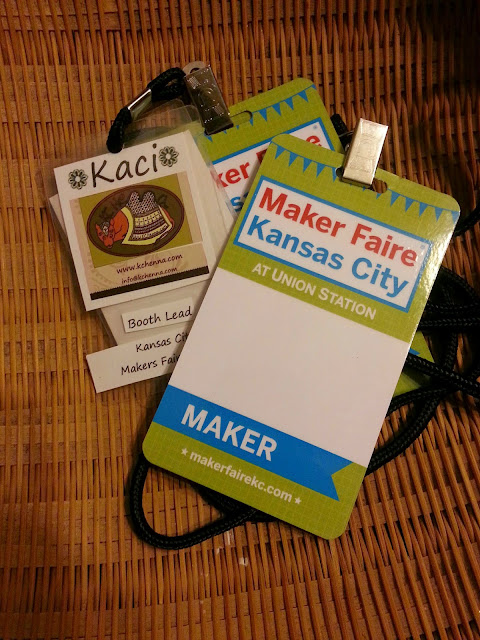 Kaci
www.kchenna.com
info@kchenna.com
Booth Lead
Kansas
Makers
ker Faire
Maker Faire
Kansas City
AT UNION STATION
MAKER
makerfairekc.com